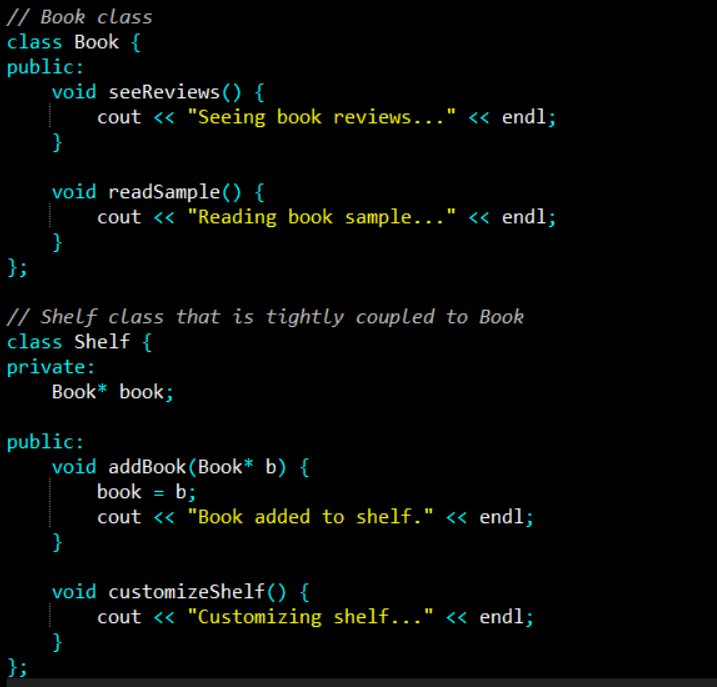 // Book class
class Book {
public:
    void seeReviews() {
        cout << "Seeing book reviews..." << endl;
    }

    void readSample() {
        cout << "Reading book sample..." << endl;
    }
};

// Shelf class that is tightly coupled to Book
class Shelf {
private:
    Book* book;

public:
    void addBook(Book* b) {
        book = b;
        cout << "Book added to shelf." << endl;
    }

    void customizeShelf() {
        cout << "Customizing shelf..." << endl;
    }
};